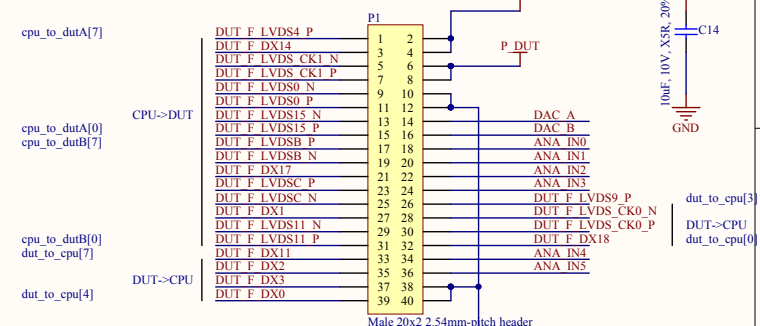 P1
cpu_to_dutA[7]
DUT_F_LVDS4_P 1 2
DUT_F_DX14 3 4
P_DUT
DUT_F_LVDS_CK1_N 5 6
DUT_F_LVDS_CK1_P 7 8
DUT_F_LVDS0_N 9 10
DUT_F_LVDS0_P 11 12
CPU->DUT
DUT_F_LVDS15_N 13 14 DAC_A
cpu_to_dutA[0] DUT_F_LVDS15_P 15 16 DAC_B
cpu_to_dutB[7] DUT_F_LVDSB_P 17 18 ANA_IN0
DUT_F_LVDSB_N 19 20 ANA_IN1
DUT_F_DX17 21 22 ANA_IN2
DUT_F_LVDSC_P 23 24 ANA_IN3
DUT_F_LVDSC_N 25 26 DUT_F_LVDS9_P dut_to_cpu[3]
DUT_F_DX1 27 28 DUT_F_LVDS_CK0_N
DUT_F_LVDS11_N 29 30 DUT_F_LVDS_CK0_P DUT->CPU
cpu_to_dutB[0] DUT_F_LVDS11_P 31 32 DUT_F_DX18 dut_to_cpu[0]
dut_to_cpu[7] DUT_F_DX11 33 34 ANA_IN4
DUT_F_DX2 35 36 ANA_IN5
DUT->CPU
DUT_F_DX3 37 38
dut_to_cpu[4] DUT_F_DX0 39 40
Male 20x2 2.54mm-pitch header
10uF, 10V, X5R, 20%
C14
GND